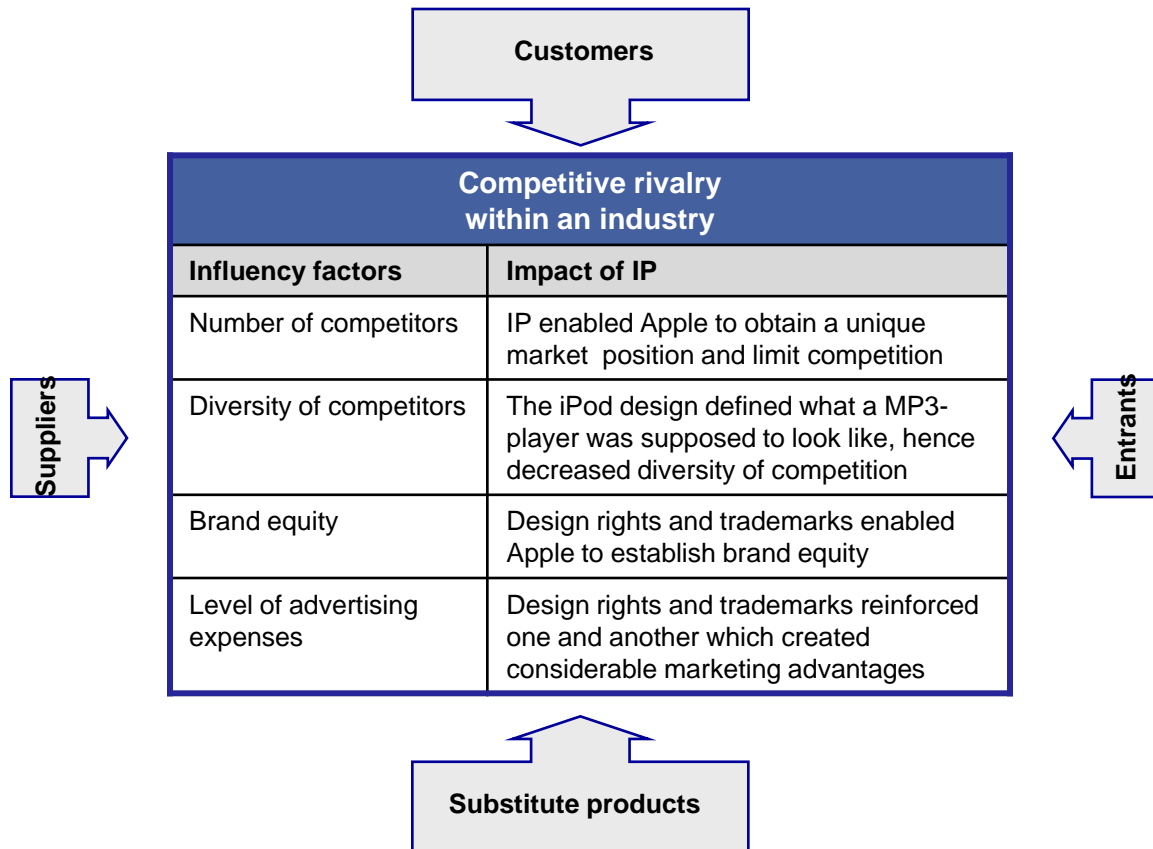 Customers
Competitive rivalry
within an industry
Influency factors
Impact of IP
Number of competitors
IP enabled Apple to obtain a unique
market position and limit competition
Diversity of competitors
The iPod design defined what a MP3-
player was supposed to look like, hence
decreased diversity of competition
Brand equity
Design rights and trademarks enabled
Apple to establish brand equity
Level of advertising
expenses
Design rights and trademarks reinforced
one and another which created
considerable marketing advantages
Suppliers
Entrants
Substitute products